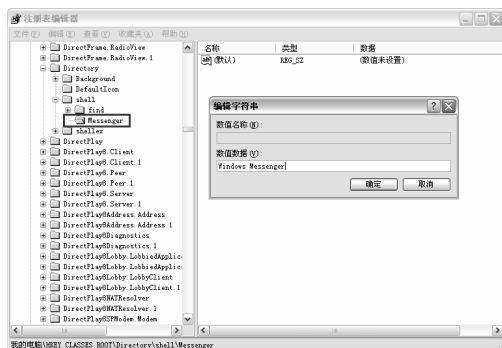 注册表编辑器
文件(F) 编辑(E) 查看(V) 收藏夹(A) 帮助(H)
DirectFrame.RadioView
DirectFrame.RadioView.1
Directory
Background
DefaultIcon
shell
find
Messenger
shellex
DirectPlay
DirectPlay8.Client
DirectPlay8.Client.1
DirectPlay8.Peer
DirectPlay8.Peer.1
DirectPlay8.Server
DirectPlay8.Server.1
DirectPlay8Address.Address
DirectPlay8Address.Address.1
DirectPlay8Diagnostics
DirectPlay8Diagnostics.1
DirectPlay8Lobby.LobbiedApplic
DirectPlay8Lobby.LobbiedApplic
DirectPlay8Lobby.LobbyClient
DirectPlay8Lobby.LobbyClient.1
DirectPlay8NATResolver
DirectPlay8NATResolver.1
DirectPlay8SPModem.Modem
名称 类型 数据
ab (默认) REG_SZ (数值未设置)
编辑字符串
数值名称(N):
数值数据(V):
Windows Messenger
确定 取消
我的电脑\HKEY_CLASSES_ROOT\Directory\shell\Messenger